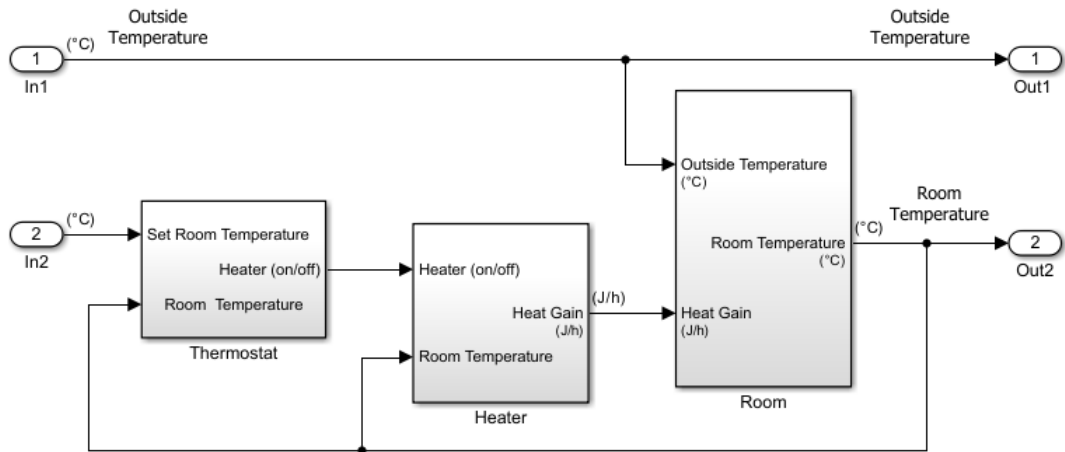 Outside
Temperature
Outside
Temperature
(°C)
1
In1
1
Out1
Outside Temperature
(°C)
Room
Temperature
(°C)
2
In2
(°C)
Set Room Temperature
Heater (on/off)
Room  Temperature
Thermostat
Heater (on/off)
Heat Gain
(J/h)
Room Temperature
Heater
(J/h)
Room Temperature
(°C)
Heat Gain
(J/h)
Room
(°C)
2
Out2